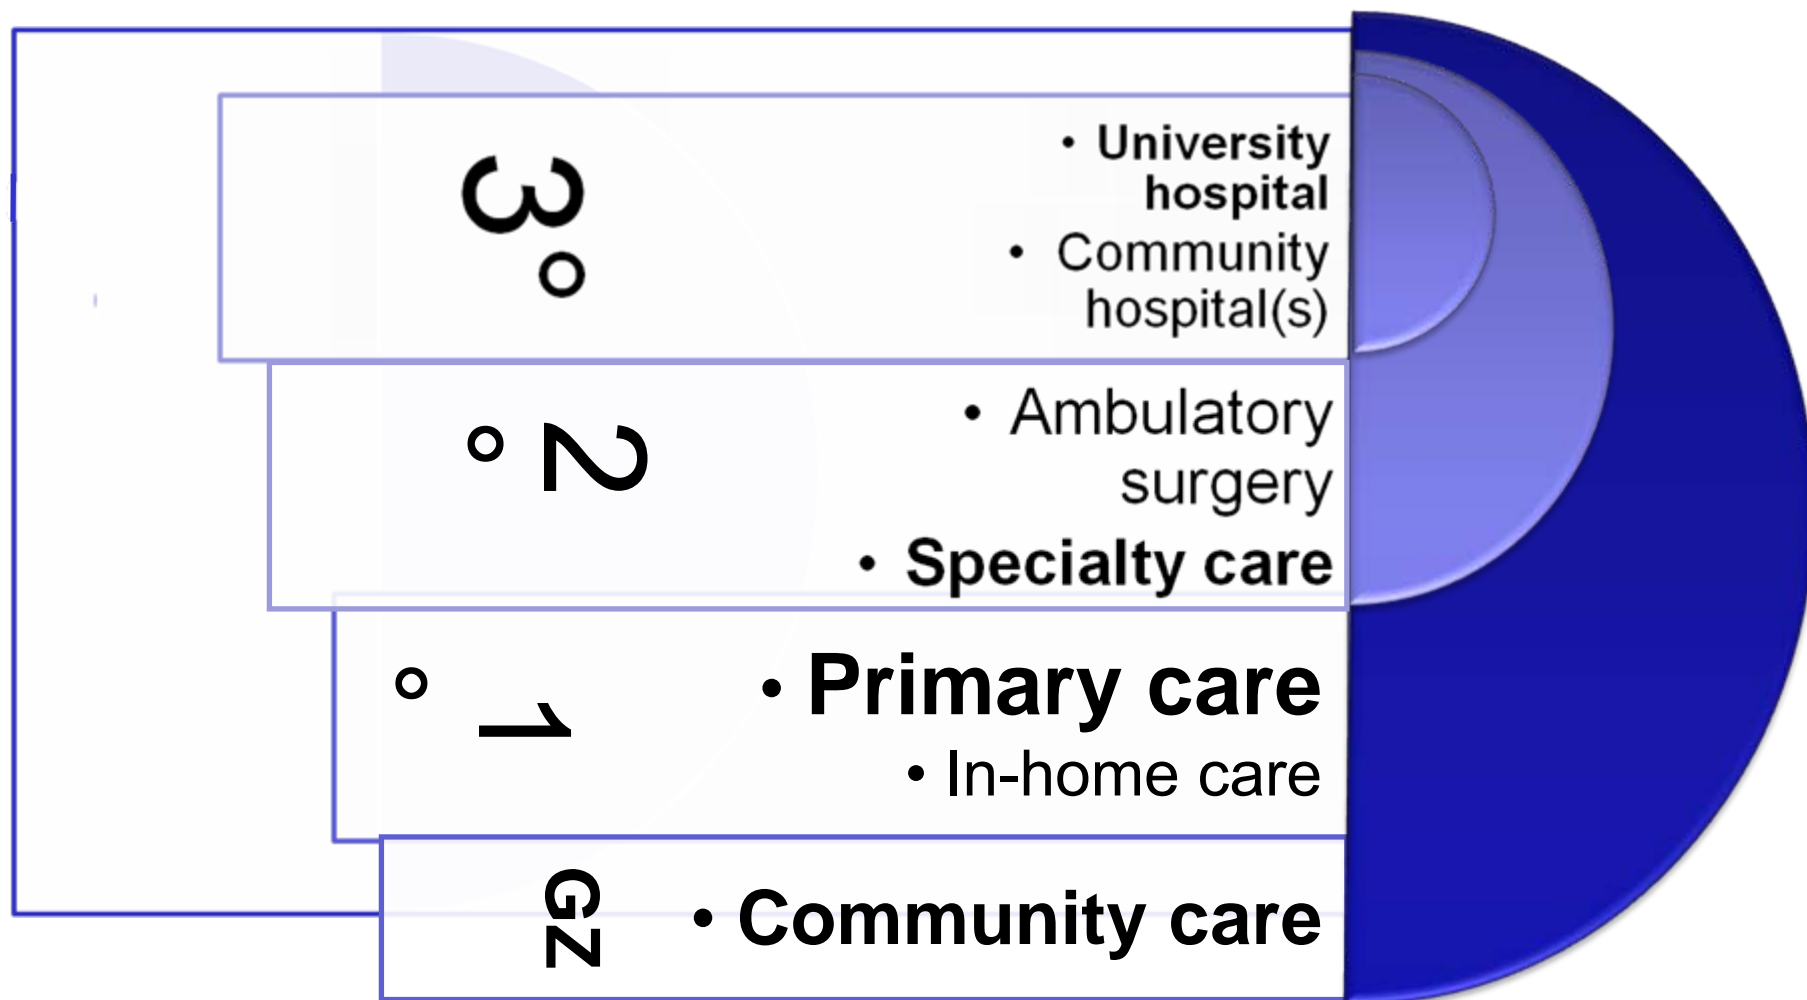 3°
• University
hospital
• Community
hospital(s)
2°
• Ambulatory
surgery
• Specialty care
1°
• Primary care
• In-home care
GZ
• Community care